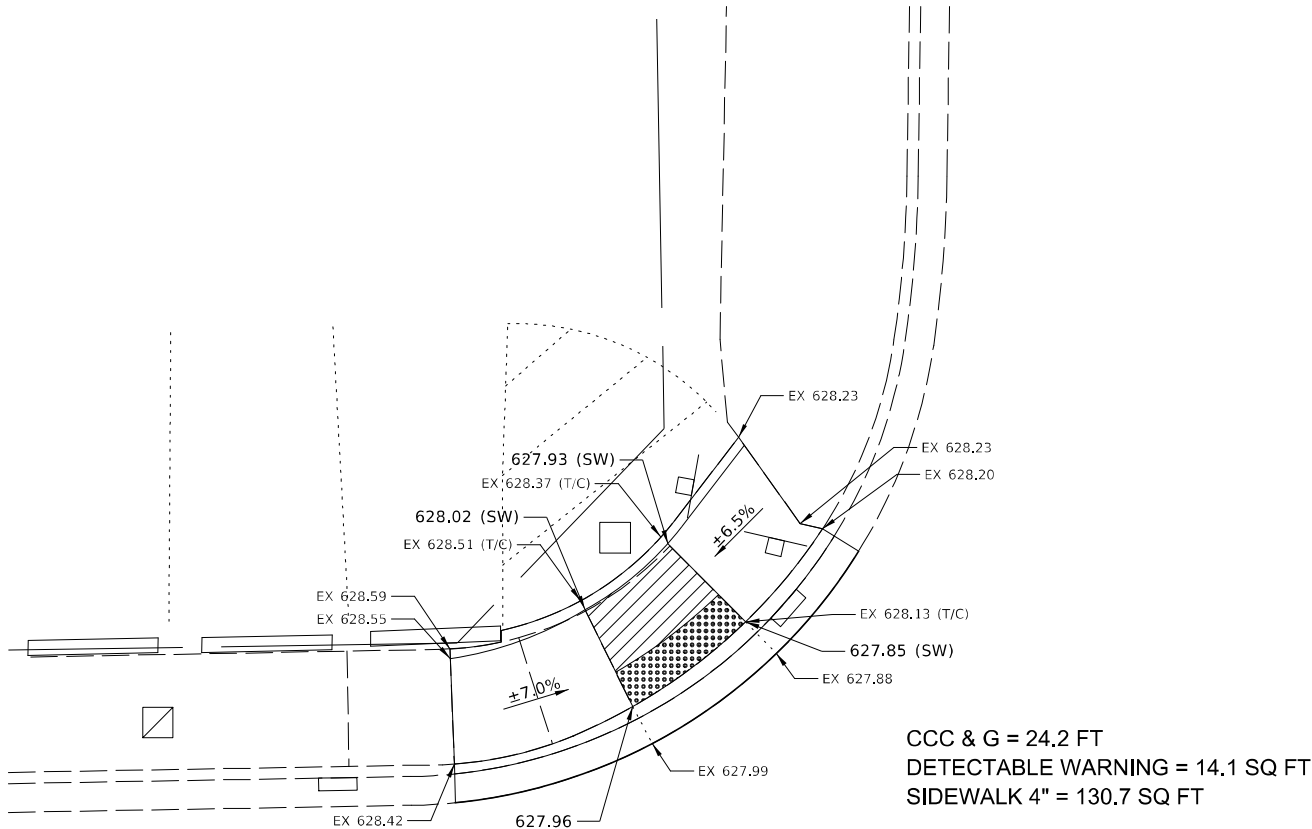 EX 628.23
EX 628.23
627.93 (SW)
EX 628.20
EX 628.37 (T/C)
628.02 (SW)
±6.5%
EX 628.51 (T/C)
EX 628.59
EX 628.13 (T/C)
EX 628.55
627.85 (SW)
EX 627.88
±7.0%
CCC & G = 24.2 FT
DETECTABLE WARNING = 14.1 SQ FT
EX 627.99
SIDEWALK 4" = 130.7 SQ FT
EX 628.42
627.96